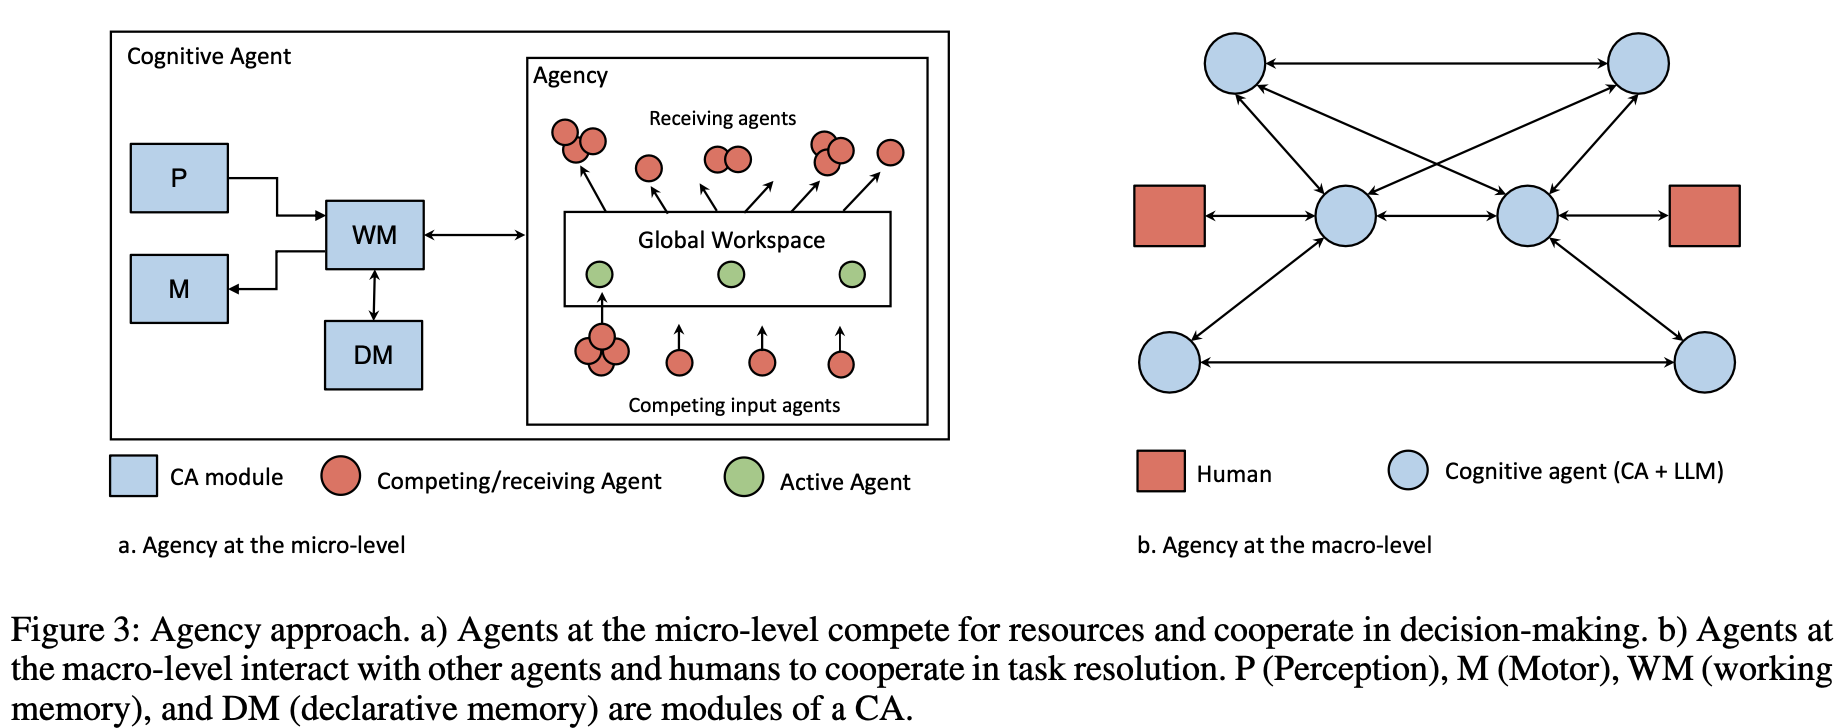 Cognitive Agent
Agency
Receiving agents
P
WM
Global Workspace
M
DM
Competing input agents
CA module
Competing/receiving Agent
Active Agent
Human
Cognitive agent (CA + LLM)
a. Agency at the micro-level
b. Agency at the macro-level
Figure 3: Agency approach. a) Agents at the micro-level compete for resources and cooperate in decision-making. b) Agents at
the macro-level interact with other agents and humans to cooperate in task resolution. P (Perception), M (Motor), WM (working
memory), and DM (declarative memory) are modules of a CA.